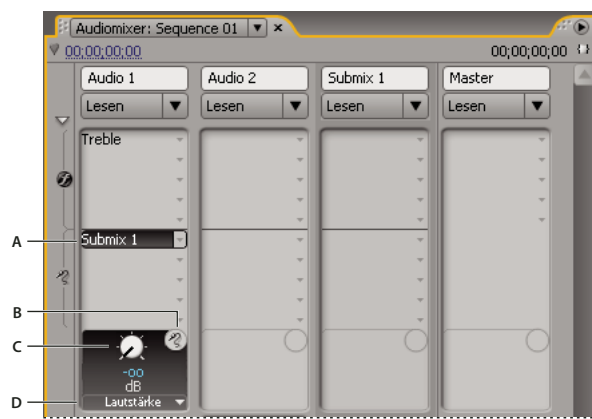 Audiomixer: Sequence 01
00;00;00;00 00;00;00;00
Audio 1 Audio 2 Submix 1 Master
Lesen Lesen Lesen Lesen
Treble
A Submix 1
B
C
-oo
dB
D Lautstärke